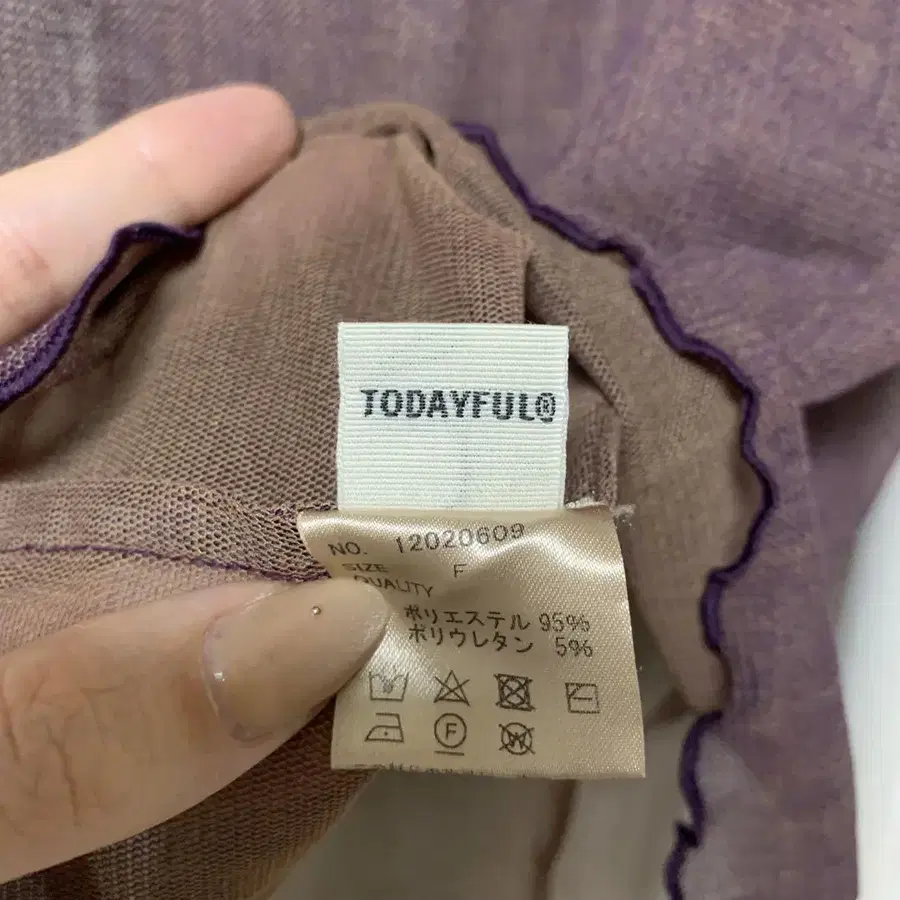 TODAYFUL®
NO. 12020609
SIZE F
QUALITY
ポリエステル 95%
ポリウレタン 5%
F
W